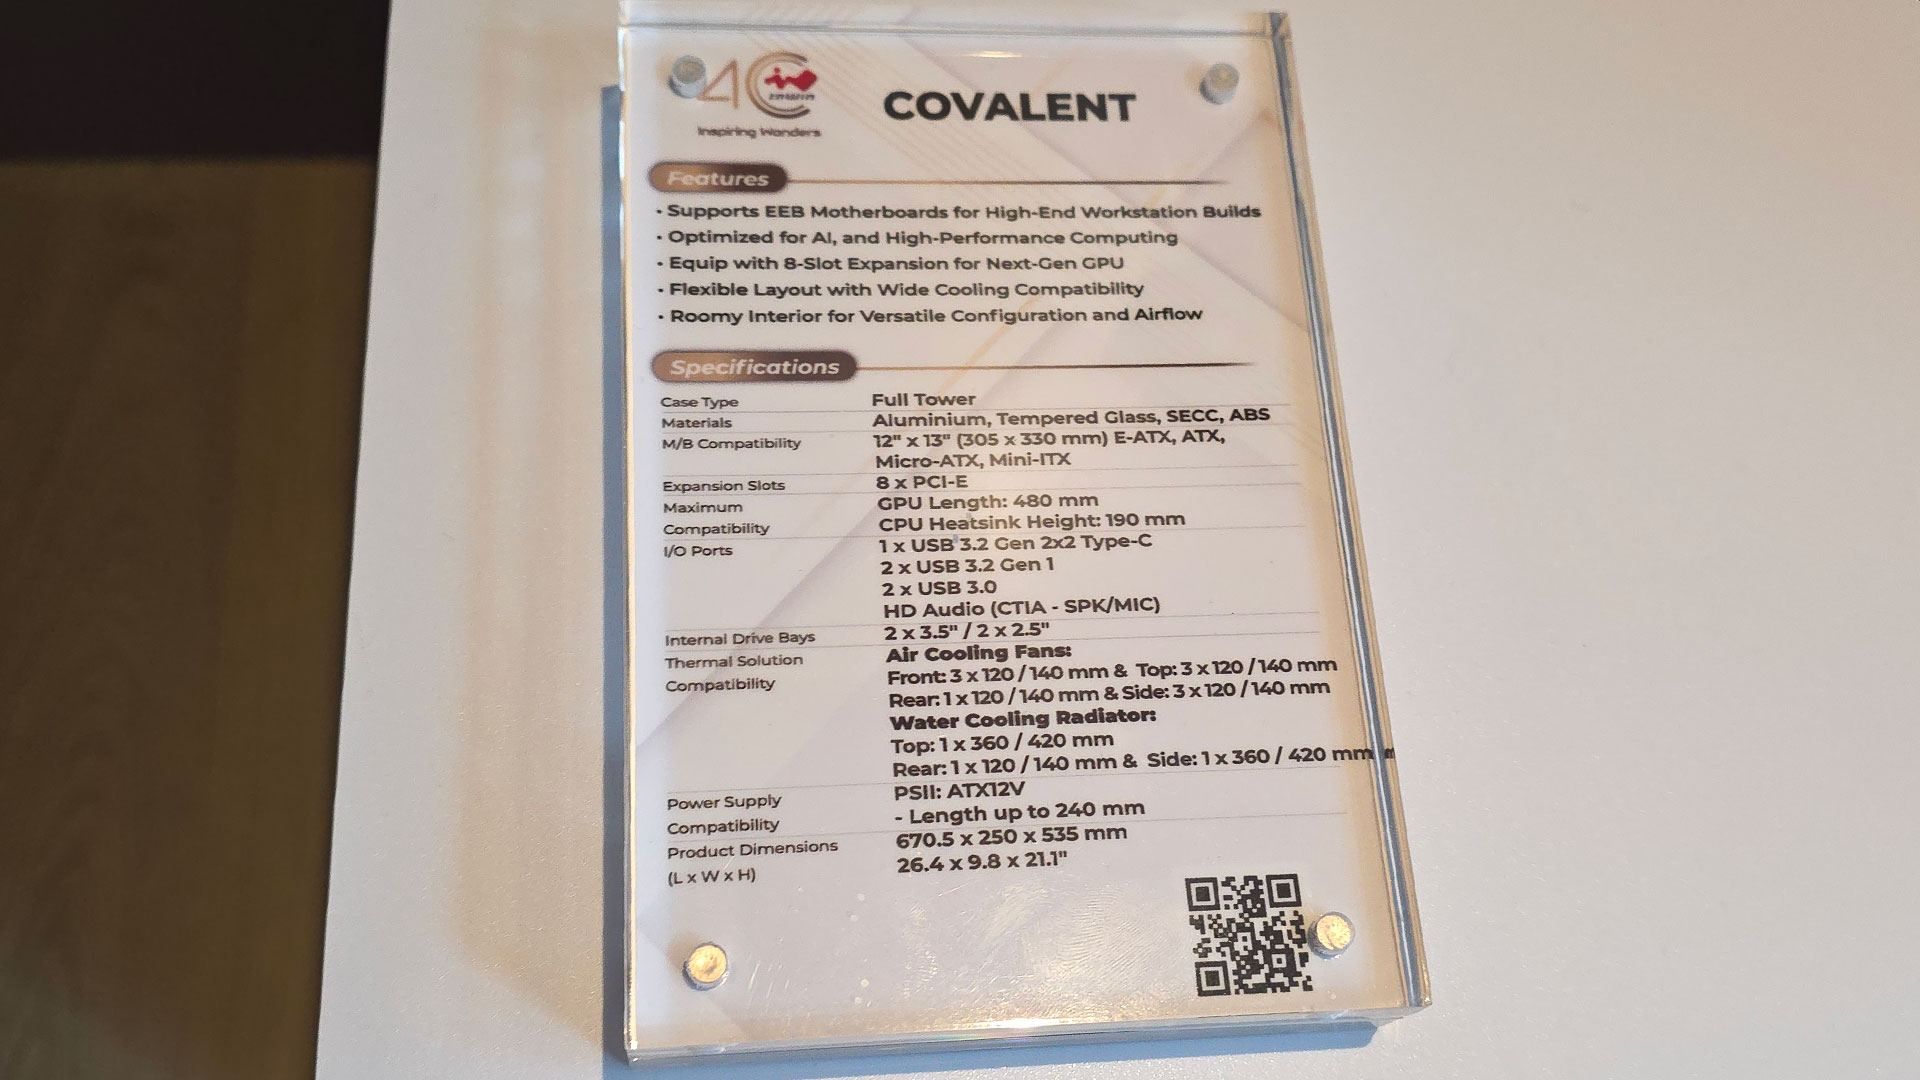 40 inwin
Inspiring Wonders
COVALENT
Features
• Supports EEB Motherboards for High-End Workstation Builds
• Optimized for AI, and High-Performance Computing
• Equip with 8-Slot Expansion for Next-Gen GPU
• Flexible Layout with Wide Cooling Compatibility
• Roomy Interior for Versatile Configuration and Airflow
Specifications
Case Type Full Tower
Materials Aluminium, Tempered Glass, SECC, ABS
M/B Compatibility 12" x 13" (305 x 330 mm) E-ATX, ATX,
Micro-ATX, Mini-ITX
Expansion Slots 8 x PCI-E
Maximum GPU Length: 480 mm
Compatibility CPU Heatsink Height: 190 mm
I/O Ports 1 x USB 3.2 Gen 2x2 Type-C
2 x USB 3.2 Gen 1
2 x USB 3.0
HD Audio (CTIA - SPK/MIC)
Internal Drive Bays 2 x 3.5" / 2 x 2.5"
Thermal Solution Air Cooling Fans:
Compatibility Front: 3 x 120 / 140 mm & Top: 3 x 120 / 140 mm
Rear: 1 x 120 / 140 mm & Side: 3 x 120 / 140 mm
Water Cooling Radiator:
Top: 1 x 360 / 420 mm
Rear: 1 x 120 / 140 mm & Side: 1 x 360 / 420 mm
Power Supply PSII: ATX12V
Compatibility - Length up to 240 mm
Product Dimensions 670.5 x 250 x 535 mm
(L x W x H) 26.4 x 9.8 x 21.1"